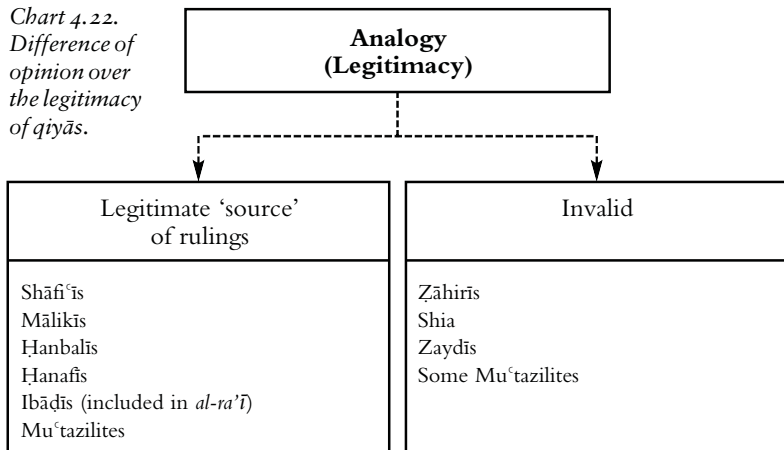 Chart 4.22.
Difference of
opinion over
the legitimacy
of qiyās.
Analogy
(Legitimacy)
Legitimate ‘source’
of rulings
Shāfiʿīs
Mālikīs
Ḥanbalīs
Ḥanafīs
Ibāḍīs (included in al-ra’ī)
Muʿtazilites
Invalid
Ẓāhirīs
Shia
Zaydīs
Some Muʿtazilites